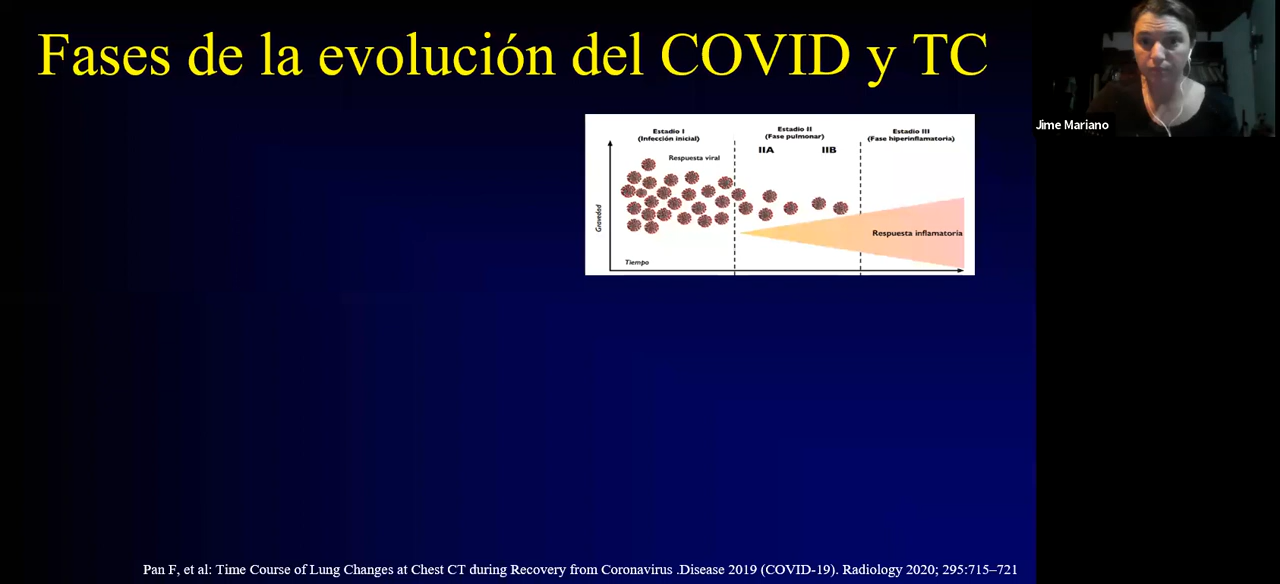 Fases de la evolución del COVID y TC
Jime Mariano
Estadio I
(Infección inicial)
Estadio II
(Fase pulmonar)
Estadio III
(Fase hiperinflamatoria)
IIA
IIB
Respuesta viral
Gravedad
Respuesta inflamatoria
Tiempo
Pan F, et al: Time Course of Lung Changes at Chest CT during Recovery from Coronavirus .Disease 2019 (COVID-19). Radiology 2020; 295:715–721